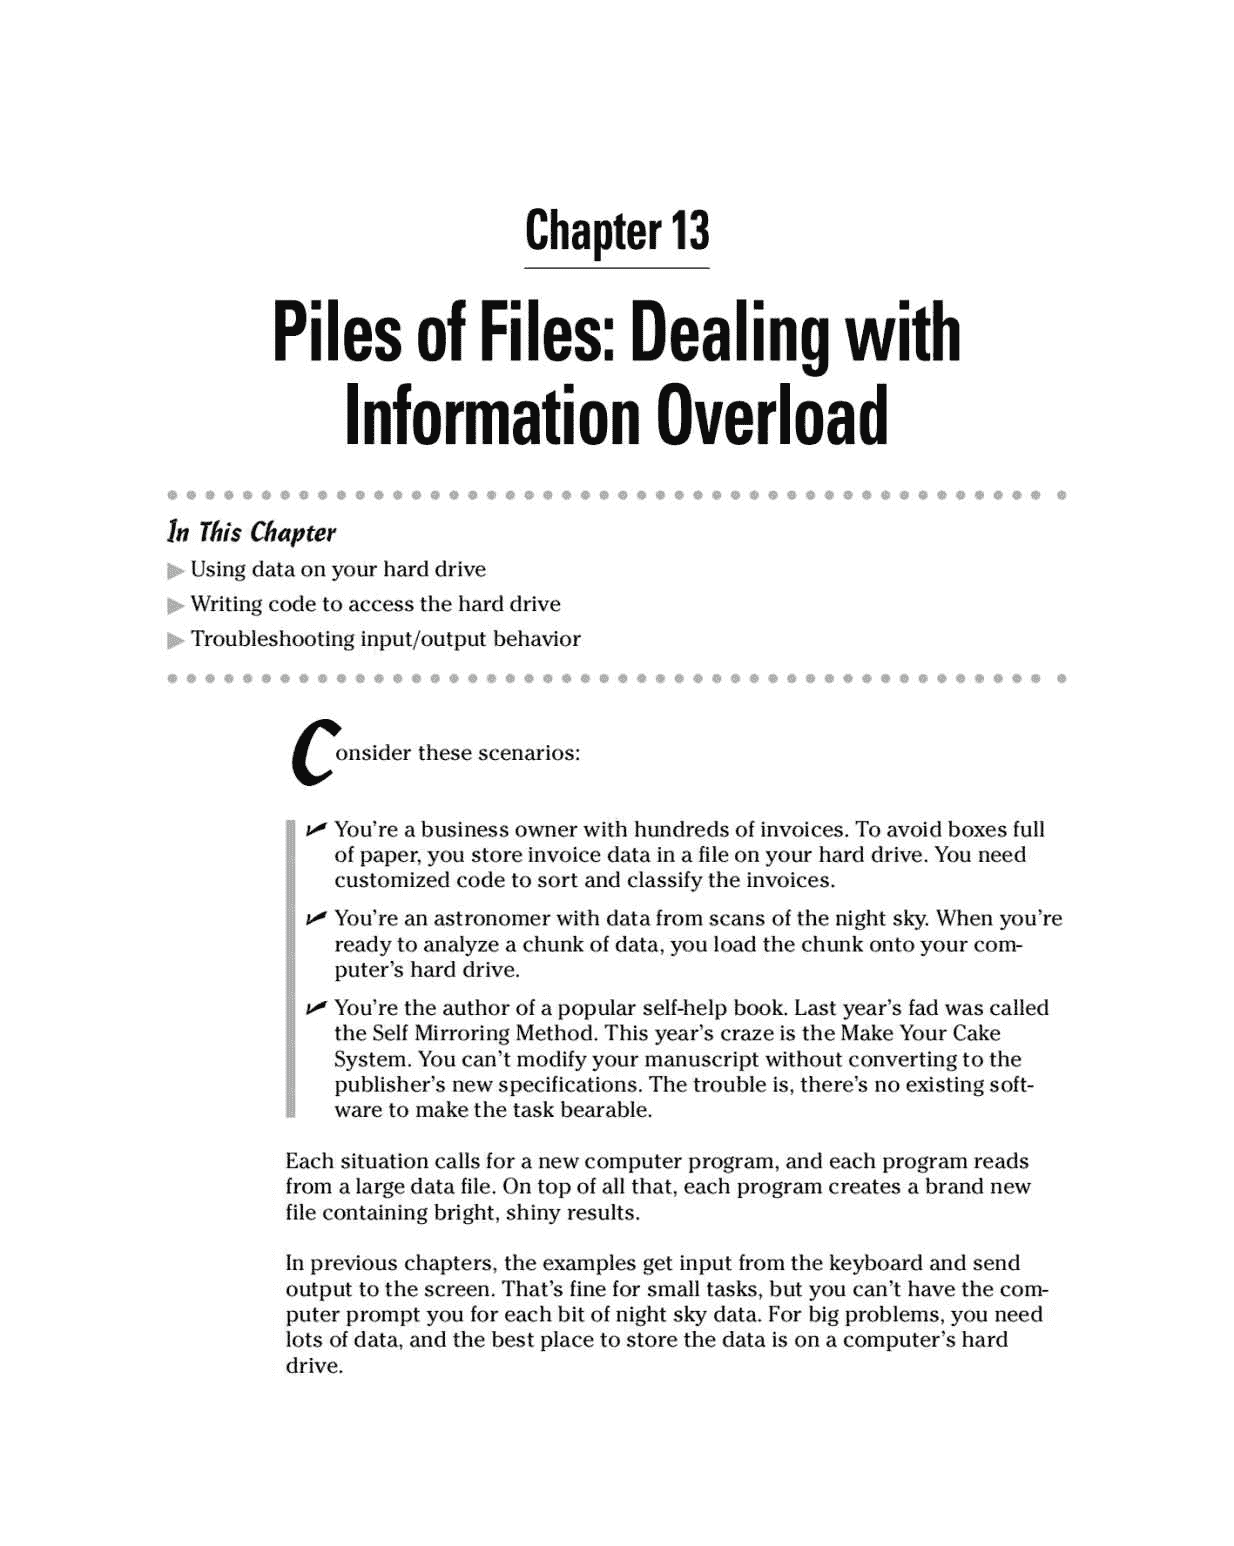 Chapter 13
Piles of Files: Dealing with
Information Overload
In This Chapter
Using data on your hard drive
Writing code to access the hard drive
Troubleshooting input/output behavior
Consider these scenarios:
You're a business owner with hundreds of invoices. To avoid boxes full
of paper, you store invoice data in a file on your hard drive. You need
customized code to sort and classify the invoices.
You're an astronomer with data from scans of the night sky. When you're
ready to analyze a chunk of data, you load the chunk onto your com-
puter's hard drive.
You're the author of a popular self-help book. Last year's fad was called
the Self Mirroring Method. This year's craze is the Make Your Cake
System. You can't modify your manuscript without converting to the
publisher's new specifications. The trouble is, there's no existing soft-
ware to make the task bearable.
Each situation calls for a new computer program, and each program reads
from a large data file. On top of all that, each program creates a brand new
file containing bright, shiny results.
In previous chapters, the examples get input from the keyboard and send
output to the screen. That's fine for small tasks, but you can't have the com-
puter prompt you for each bit of night sky data. For big problems, you need
lots of data, and the best place to store the data is on a computer's hard
drive.